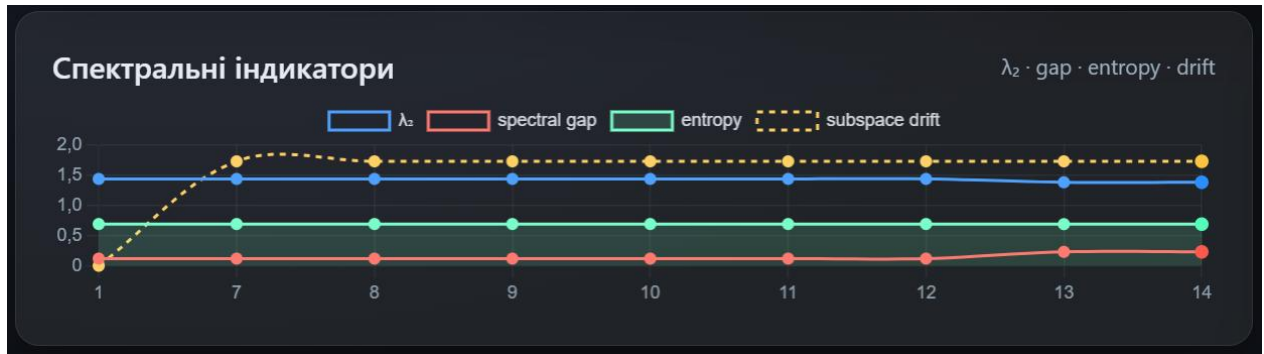 Спектральні індикатори
λ₂ · gap · entropy · drift
λ₂ spectral gap entropy subspace drift
2,0
1,5
1,0
0,5
0
1 7 8 9 10 11 12 13 14